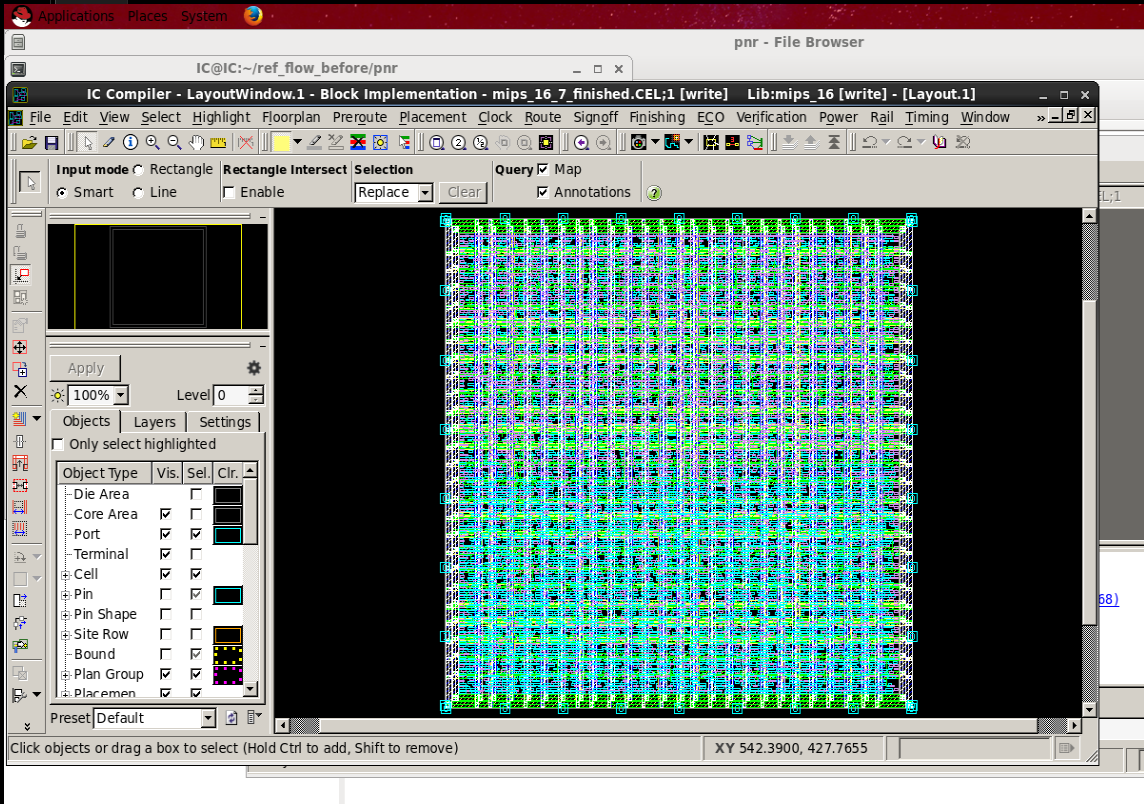 Applications Places System
pnr - File Browser
IC@IC:~/ref_flow_before/pnr
IC Compiler - LayoutWindow.1 - Block Implementation - mips_16_7_finished.CEL;1 [write] Lib:mips_16 [write] - [Layout.1]
File Edit View Select Highlight Floorplan Preroute Placement Clock Route Signoff Finishing ECO Verification Power Rail Timing Window »
Input mode Rectangle Rectangle Intersect Selection Query Map
Smart Line Enable Replace Clear Annotations
EL;1
Apply
100% Level 0
Objects Layers Settings
Only select highlighted
Object Type Vis. Sel. Clr.
Die Area
Core Area
Port
Terminal
Cell
Pin
68)
Pin Shape
Site Row
Bound
Plan Group
Placemen
Preset Default
Click objects or drag a box to select (Hold Ctrl to add, Shift to remove) XY 542.3900, 427.7655